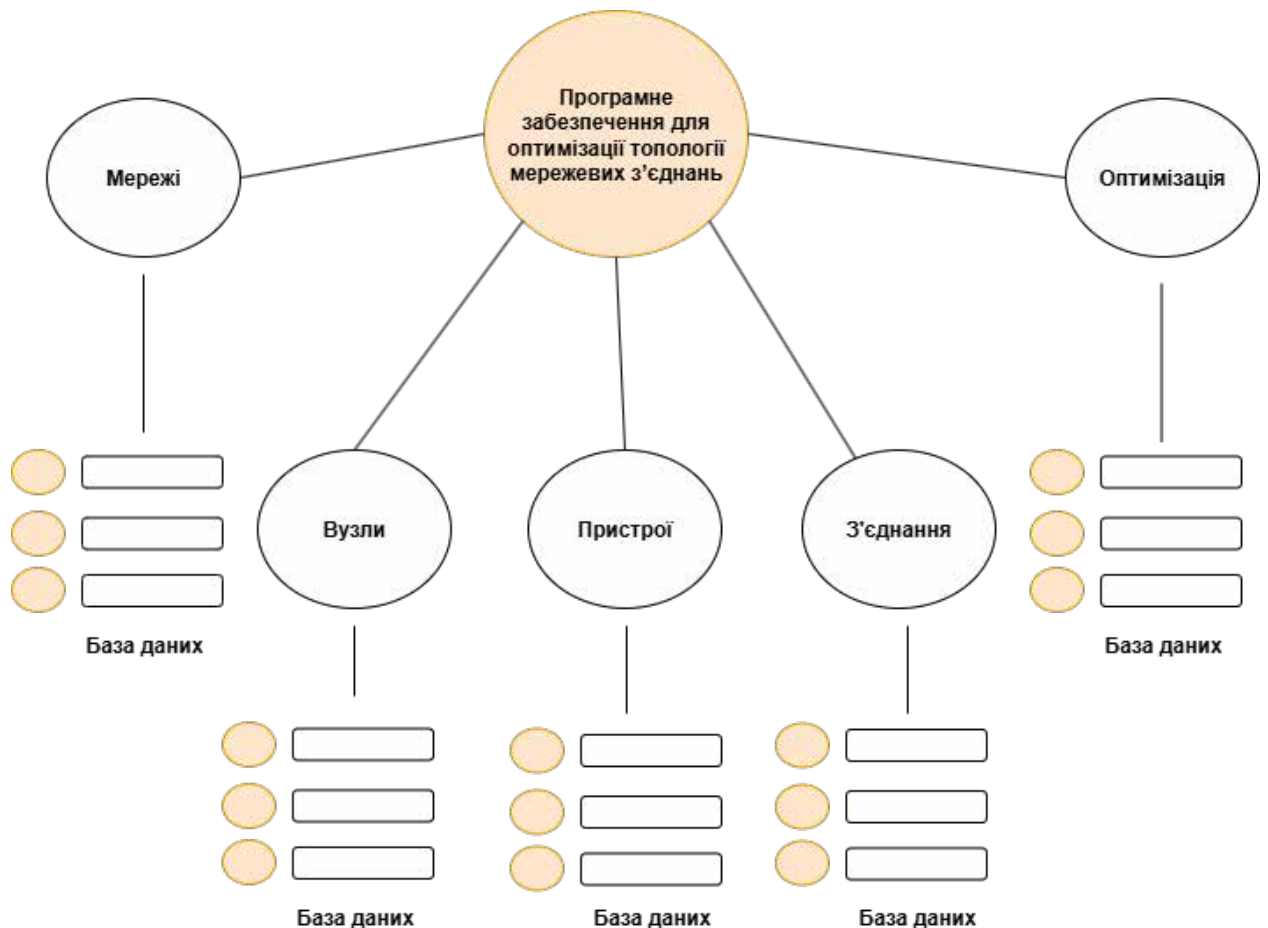 Програмне
забезпечення для
оптимізації топології
мережевих з'єднань
Мережі
Оптимізація
Вузли
Пристрої
З'єднання
База даних
База даних
База даних
База даних
База даних